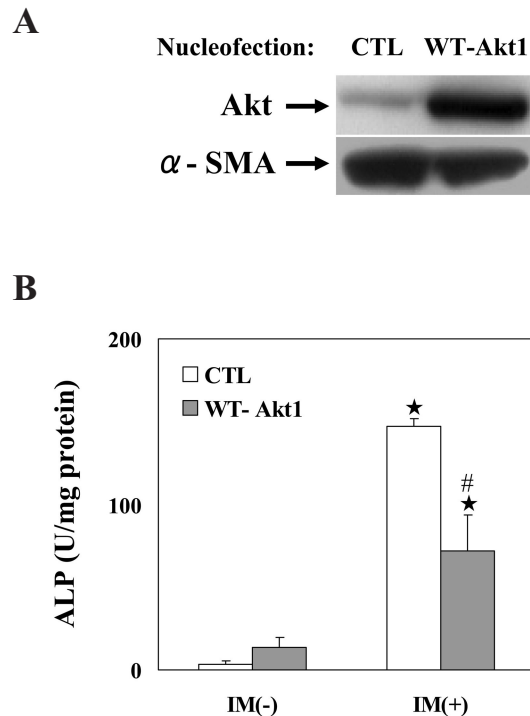 A
Nucleofection: CTL WT-Akt1
Akt
α - SMA
B
200
CTL
WT- Akt1
★
#
★
100
ALP (U/mg protein)
0
IM(-) IM(+)